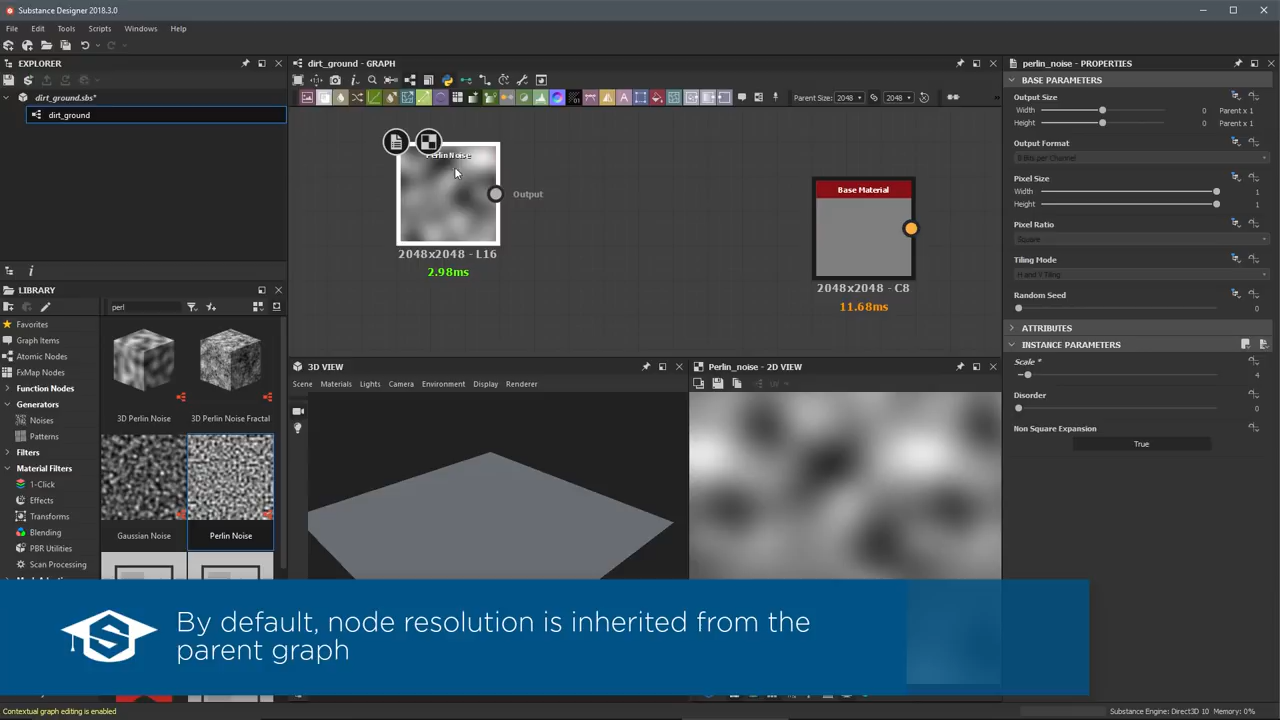 Substance Designer 2018.3.0
File Edit Tools Scripts Windows Help
EXPLORER
dirt_ground.sbs*
dirt_ground
LIBRARY
perl
Favorites
Graph Items
Atomic Nodes
FxMap Nodes
Function Nodes
Generators
Noises
Patterns
Filters
Material Filters
1-Click
Effects
Transforms
Blending
PBR Utilities
Scan Processing
3D Perlin Noise
3D Perlin Noise Fractal
Gaussian Noise
Perlin Noise
dirt_ground - GRAPH
Parent Size: 2048 2048
Perlin Noise
Output
2048x2048 - L16
2.98ms
Base Material
2048x2048 - C8
11.68ms
3D VIEW
Scene Materials Lights Camera Environment Display Renderer
Perlin_noise - 2D VIEW
UV
perlin_noise - PROPERTIES
BASE PARAMETERS
Output Size
Width 0 Parent x 1
Height 0 Parent x 1
Output Format
8 Bits per Channel
Pixel Size
Width 1
Height 1
Pixel Ratio
Square
Tiling Mode
H and V Tiling
Random Seed
0
ATTRIBUTES
INSTANCE PARAMETERS
Scale *
4
Disorder
0
Non Square Expansion
True
By default, node resolution is inherited from the
parent graph
Contextual graph editing is enabled
Substance Engine: Direct3D 10 Memory: 0%